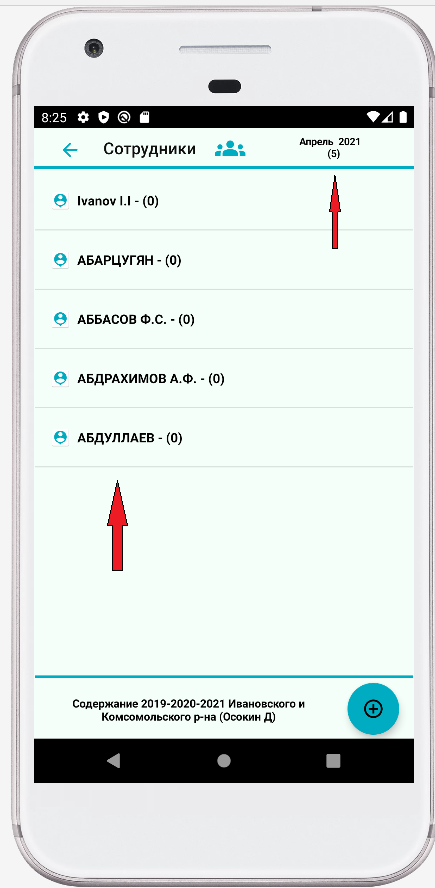 8:25
Сотрудники
Апрель 2021
(5)
Ivanov I.I - (0)
АБАРЦУГЯН - (0)
АББАСОВ Ф.С. - (0)
АБДРАХИМОВ А.Ф. - (0)
АБДУЛЛАЕВ - (0)
Содержание 2019-2020-2021 Ивановского и
Комсомольского р-на (Осокин Д)